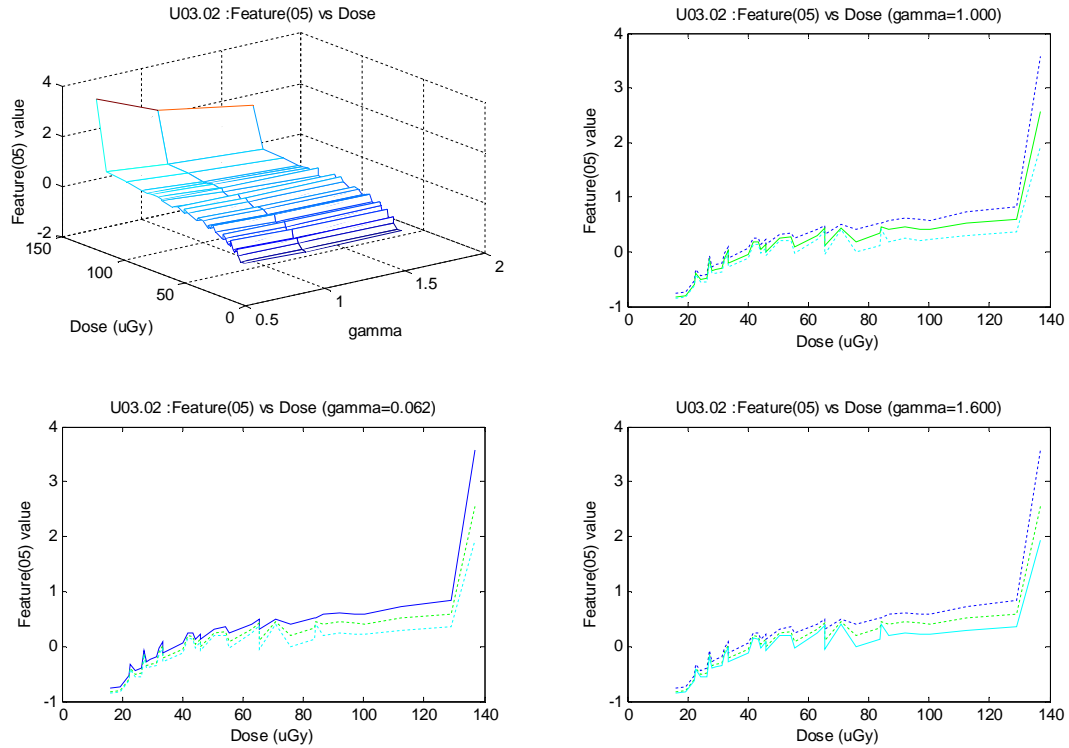 U03.02 :Feature(05) vs Dose
4
2
0
-2
Feature(05) value
150
100
50
0
Dose (uGy)
0.5
1
1.5
2
gamma
U03.02 :Feature(05) vs Dose (gamma=1.000)
4
3
2
1
0
-1
Feature(05) value
0 20 40 60 80 100 120 140
Dose (uGy)
U03.02 :Feature(05) vs Dose (gamma=0.062)
4
3
2
1
0
-1
Feature(05) value
0 20 40 60 80 100 120 140
Dose (uGy)
U03.02 :Feature(05) vs Dose (gamma=1.600)
4
3
2
1
0
-1
Feature(05) value
0 20 40 60 80 100 120 140
Dose (uGy)